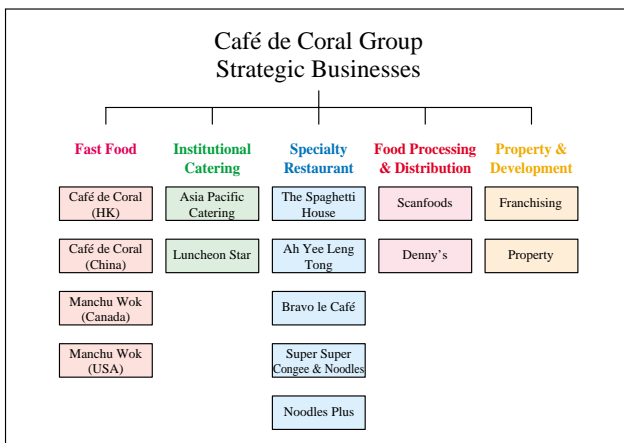 Café de Coral Group
Strategic Businesses
Fast Food
Institutional
Catering
Specialty
Restaurant
Food Processing
& Distribution
Property &
Development
Café de Coral
(HK)
Asia Pacific
Catering
The Spaghetti
House
Scanfoods
Franchising
Café de Coral
(China)
Luncheon Star
Ah Yee Leng
Tong
Denny’s
Property
Manchu Wok
(Canada)
Bravo le Café
Manchu Wok
(USA)
Super Super
Congee & Noodles
Noodles Plus